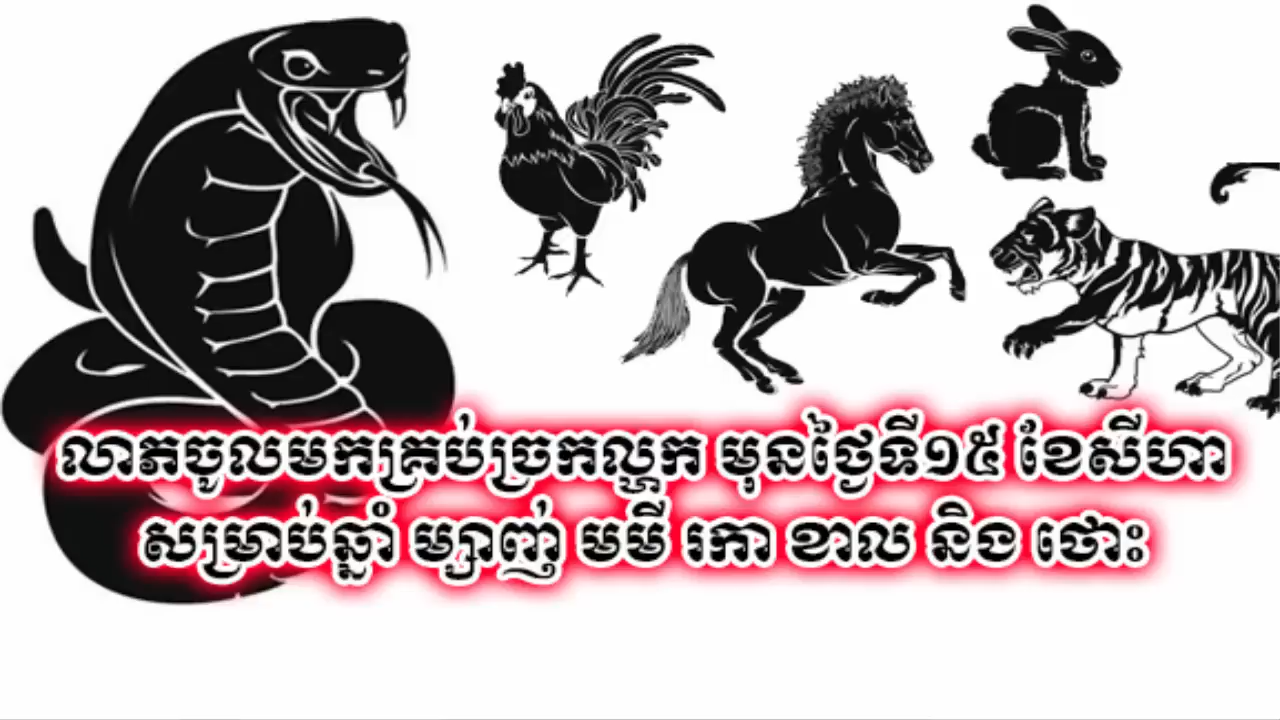 លាភចូលមកគ្រប់ច្រកល្ហក មុនថ្ងៃទី១៥ ខែសីហា
សម្រាប់ឆ្នាំ ម្សាញ់ មមី រកា ខាល និង ថោះ